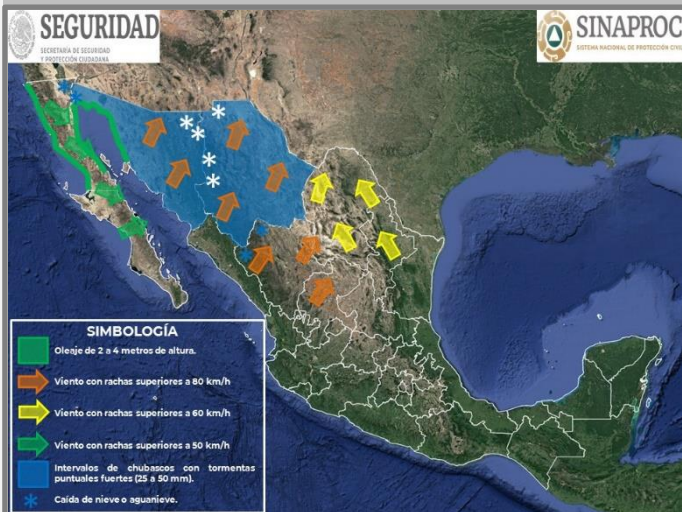 SEGURIDAD
SECRETARÍA DE SEGURIDAD
Y PROTECCIÓN CIUDADANA
SINAPROC
SISTEMA NACIONAL DE PROTECCIÓN CIVIL
SIMBOLOGÍA
Oleaje de 2 a 4 metros de altura.
Viento con rachas superiores a 80 km/h
Viento con rachas superiores a 60 km/h
Viento con rachas superiores a 50 km/h
Intervalos de chubascos con tormentas
puntuales fuertes (25 a 50 mm).
Caída de nieve o aguanieve.